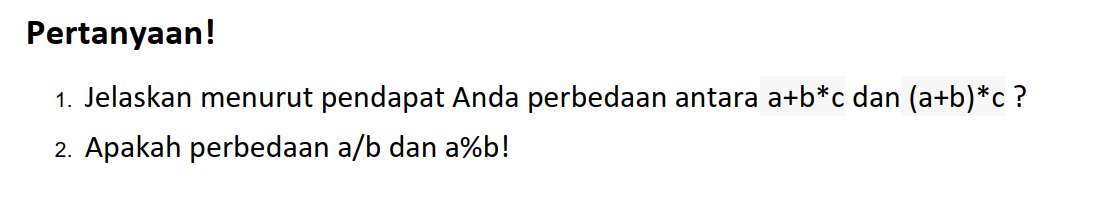 Pertanyaan!
1. Jelaskan menurut pendapat Anda perbedaan antara a+b*c dan (a+b)*c ?
2. Apakah perbedaan a/b dan a%b!